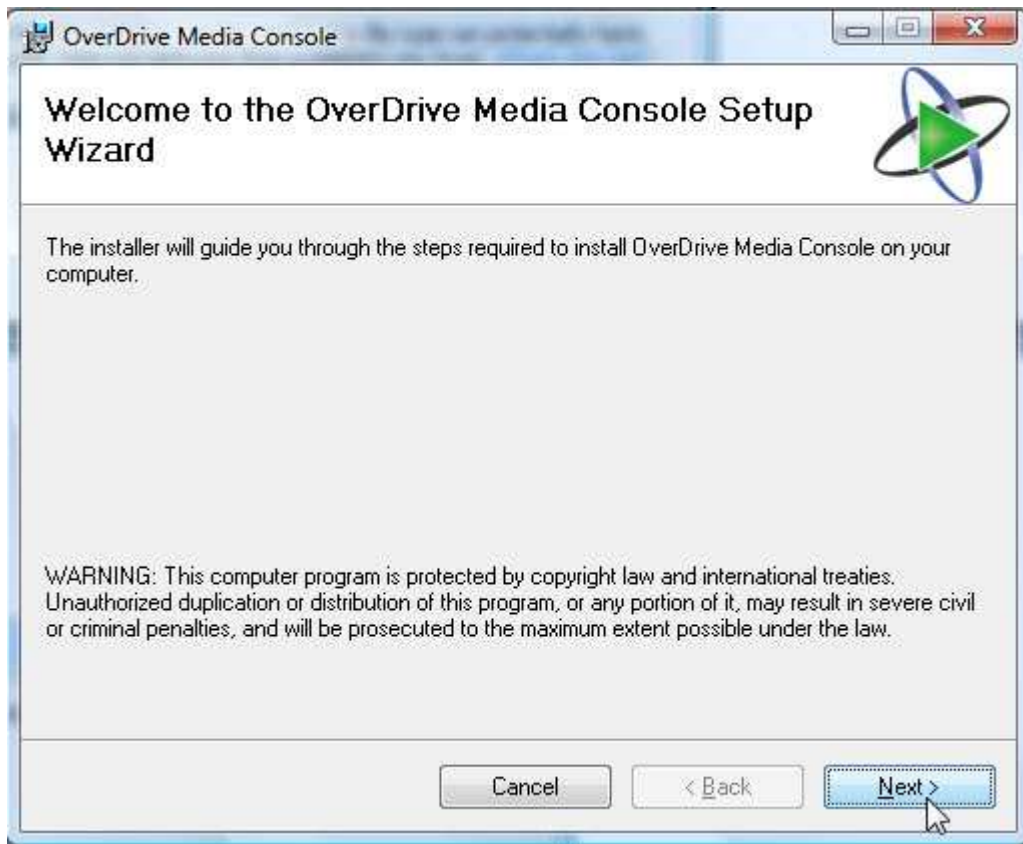 OverDrive Media Console
Welcome to the OverDrive Media Console Setup
Wizard
The installer will guide you through the steps required to install OverDrive Media Console on your
computer.
WARNING: This computer program is protected by copyright law and international treaties.
Unauthorized duplication or distribution of this program, or any portion of it, may result in severe civil
or criminal penalties, and will be prosecuted to the maximum extent possible under the law.
Cancel
< Back
Next >